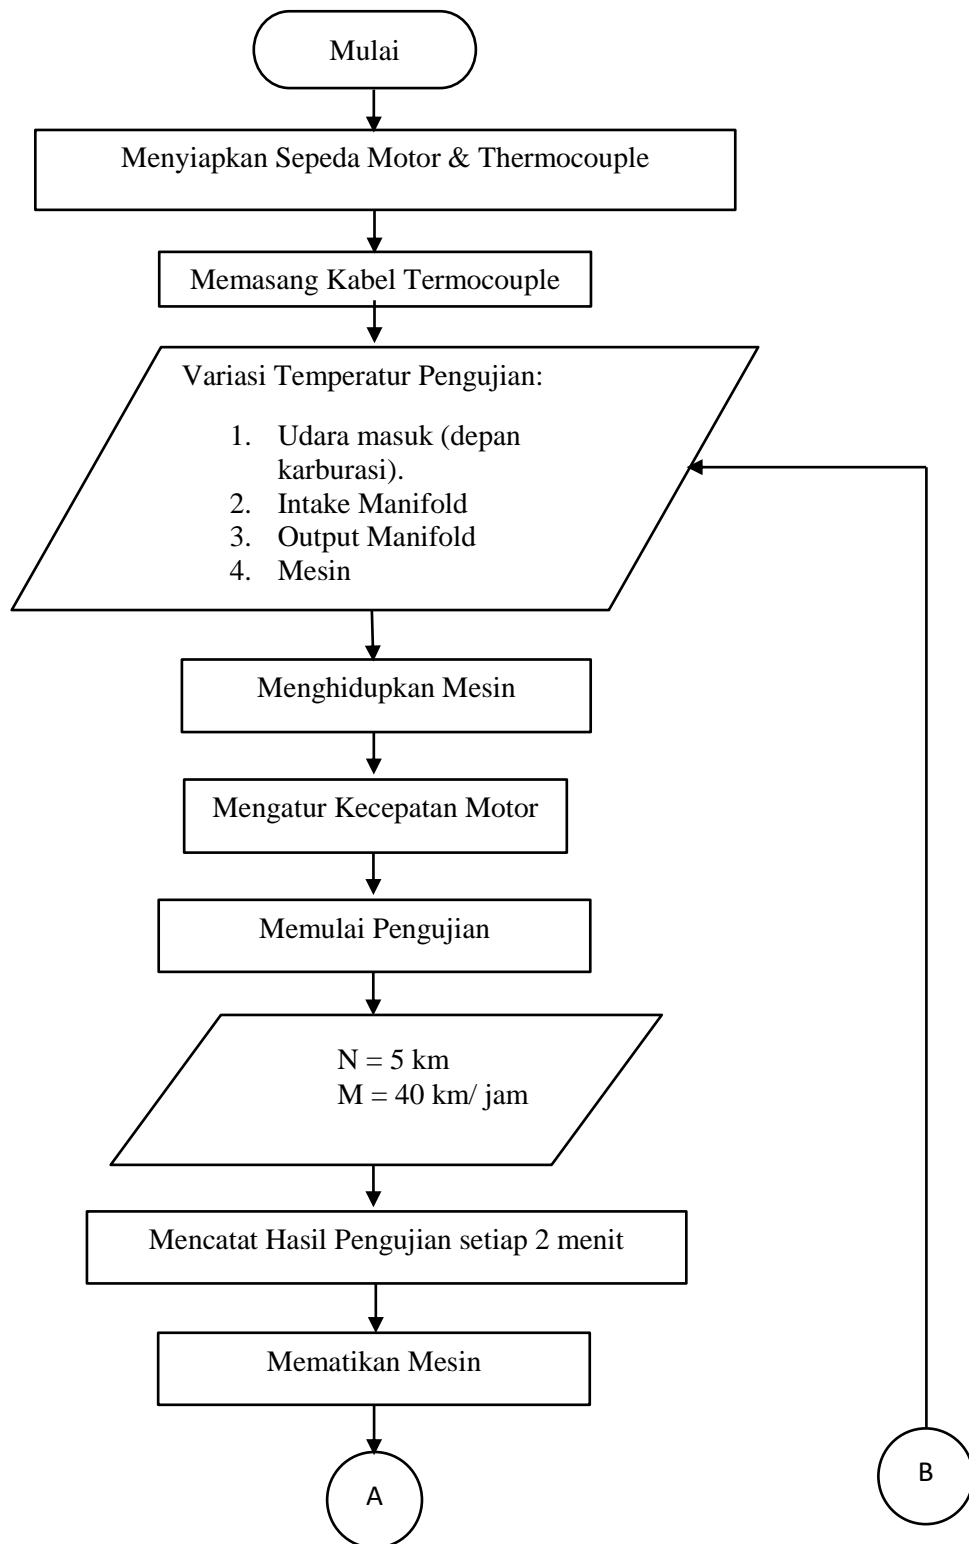 Mulai
Menyiapkan Sepeda Motor & Thermocouple
Memasang Kabel Termocouple
Variasi Temperatur Pengujian:
1. Udara masuk (depan
karburasi).
2. Intake Manifold
3. Output Manifold
4. Mesin
Menghidupkan Mesin
Mengatur Kecepatan Motor
Memulai Pengujian
N = 5 km
M = 40 km/ jam
Mencatat Hasil Pengujian setiap 2 menit
Mematikan Mesin
A
B